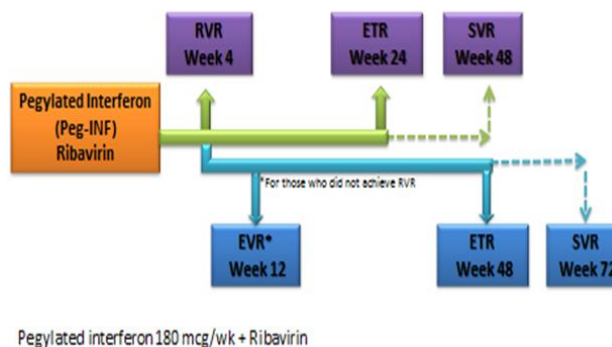 RVR
Week 4
ETR
Week 24
SVR
Week 48
Pegylated Interferon
(Peg-INF)
Ribavirin
*For those who did not achieve RVR
EVR*
Week 12
ETR
Week 48
SVR
Week 72
Pegylated interferon 180 mcg/wk + Ribavirin